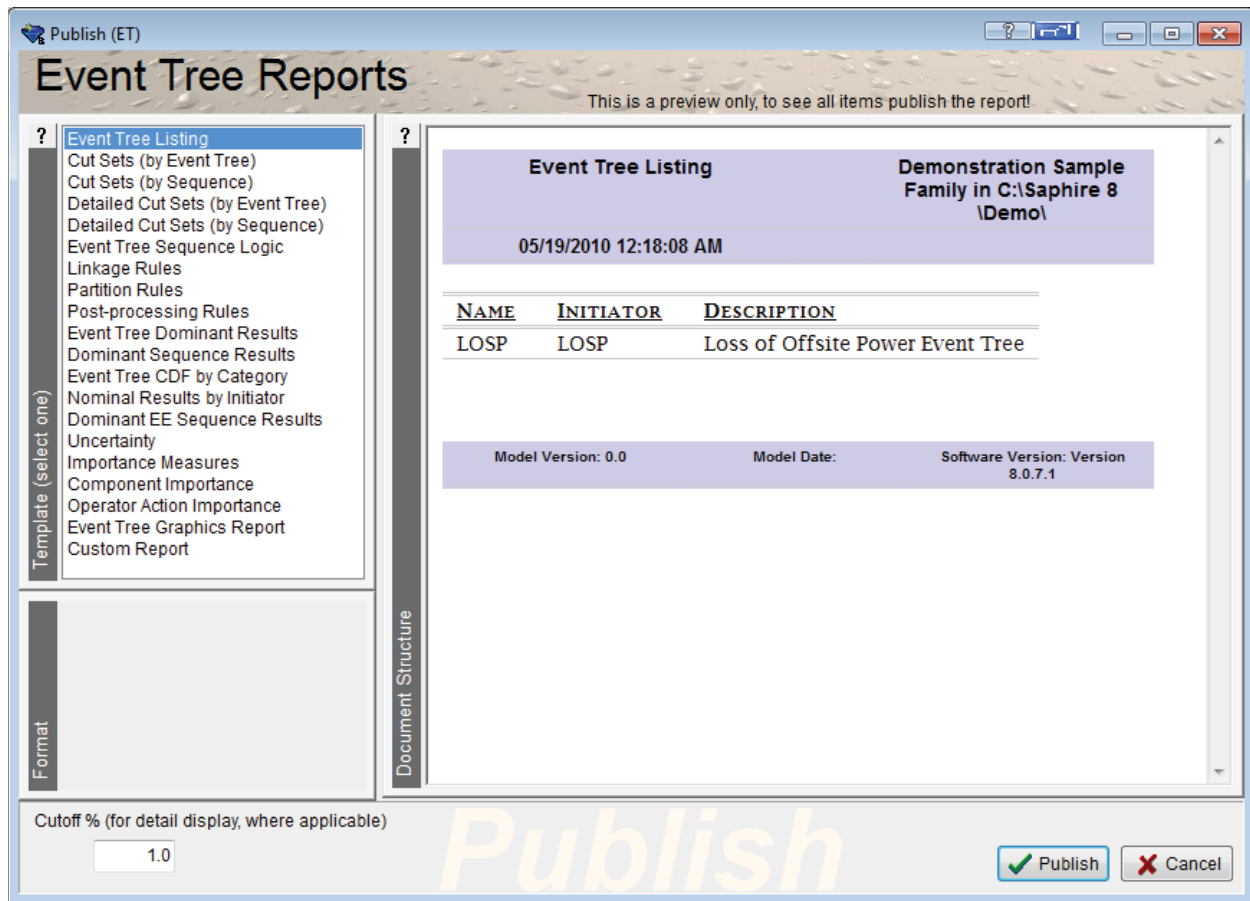 Publish (ET)
?
Event Tree Reports
This is a preview only, to see all items publish the report!
?
Template (select one)
Event Tree Listing
Cut Sets (by Event Tree)
Cut Sets (by Sequence)
Detailed Cut Sets (by Event Tree)
Detailed Cut Sets (by Sequence)
Event Tree Sequence Logic
Linkage Rules
Partition Rules
Post-processing Rules
Event Tree Dominant Results
Dominant Sequence Results
Event Tree CDF by Category
Nominal Results by Initiator
Dominant EE Sequence Results
Uncertainty
Importance Measures
Component Importance
Operator Action Importance
Event Tree Graphics Report
Custom Report
Format
?
Document Structure
Event Tree Listing
Demonstration Sample
Family in C:\Saphire 8
\Demo\
05/19/2010 12:18:08 AM
NAME INITIATOR DESCRIPTION
LOSP LOSP Loss of Offsite Power Event Tree
Model Version: 0.0
Model Date:
Software Version: Version
8.0.7.1
Cutoff % (for detail display, where applicable)
1.0
Publish
Publish
Cancel